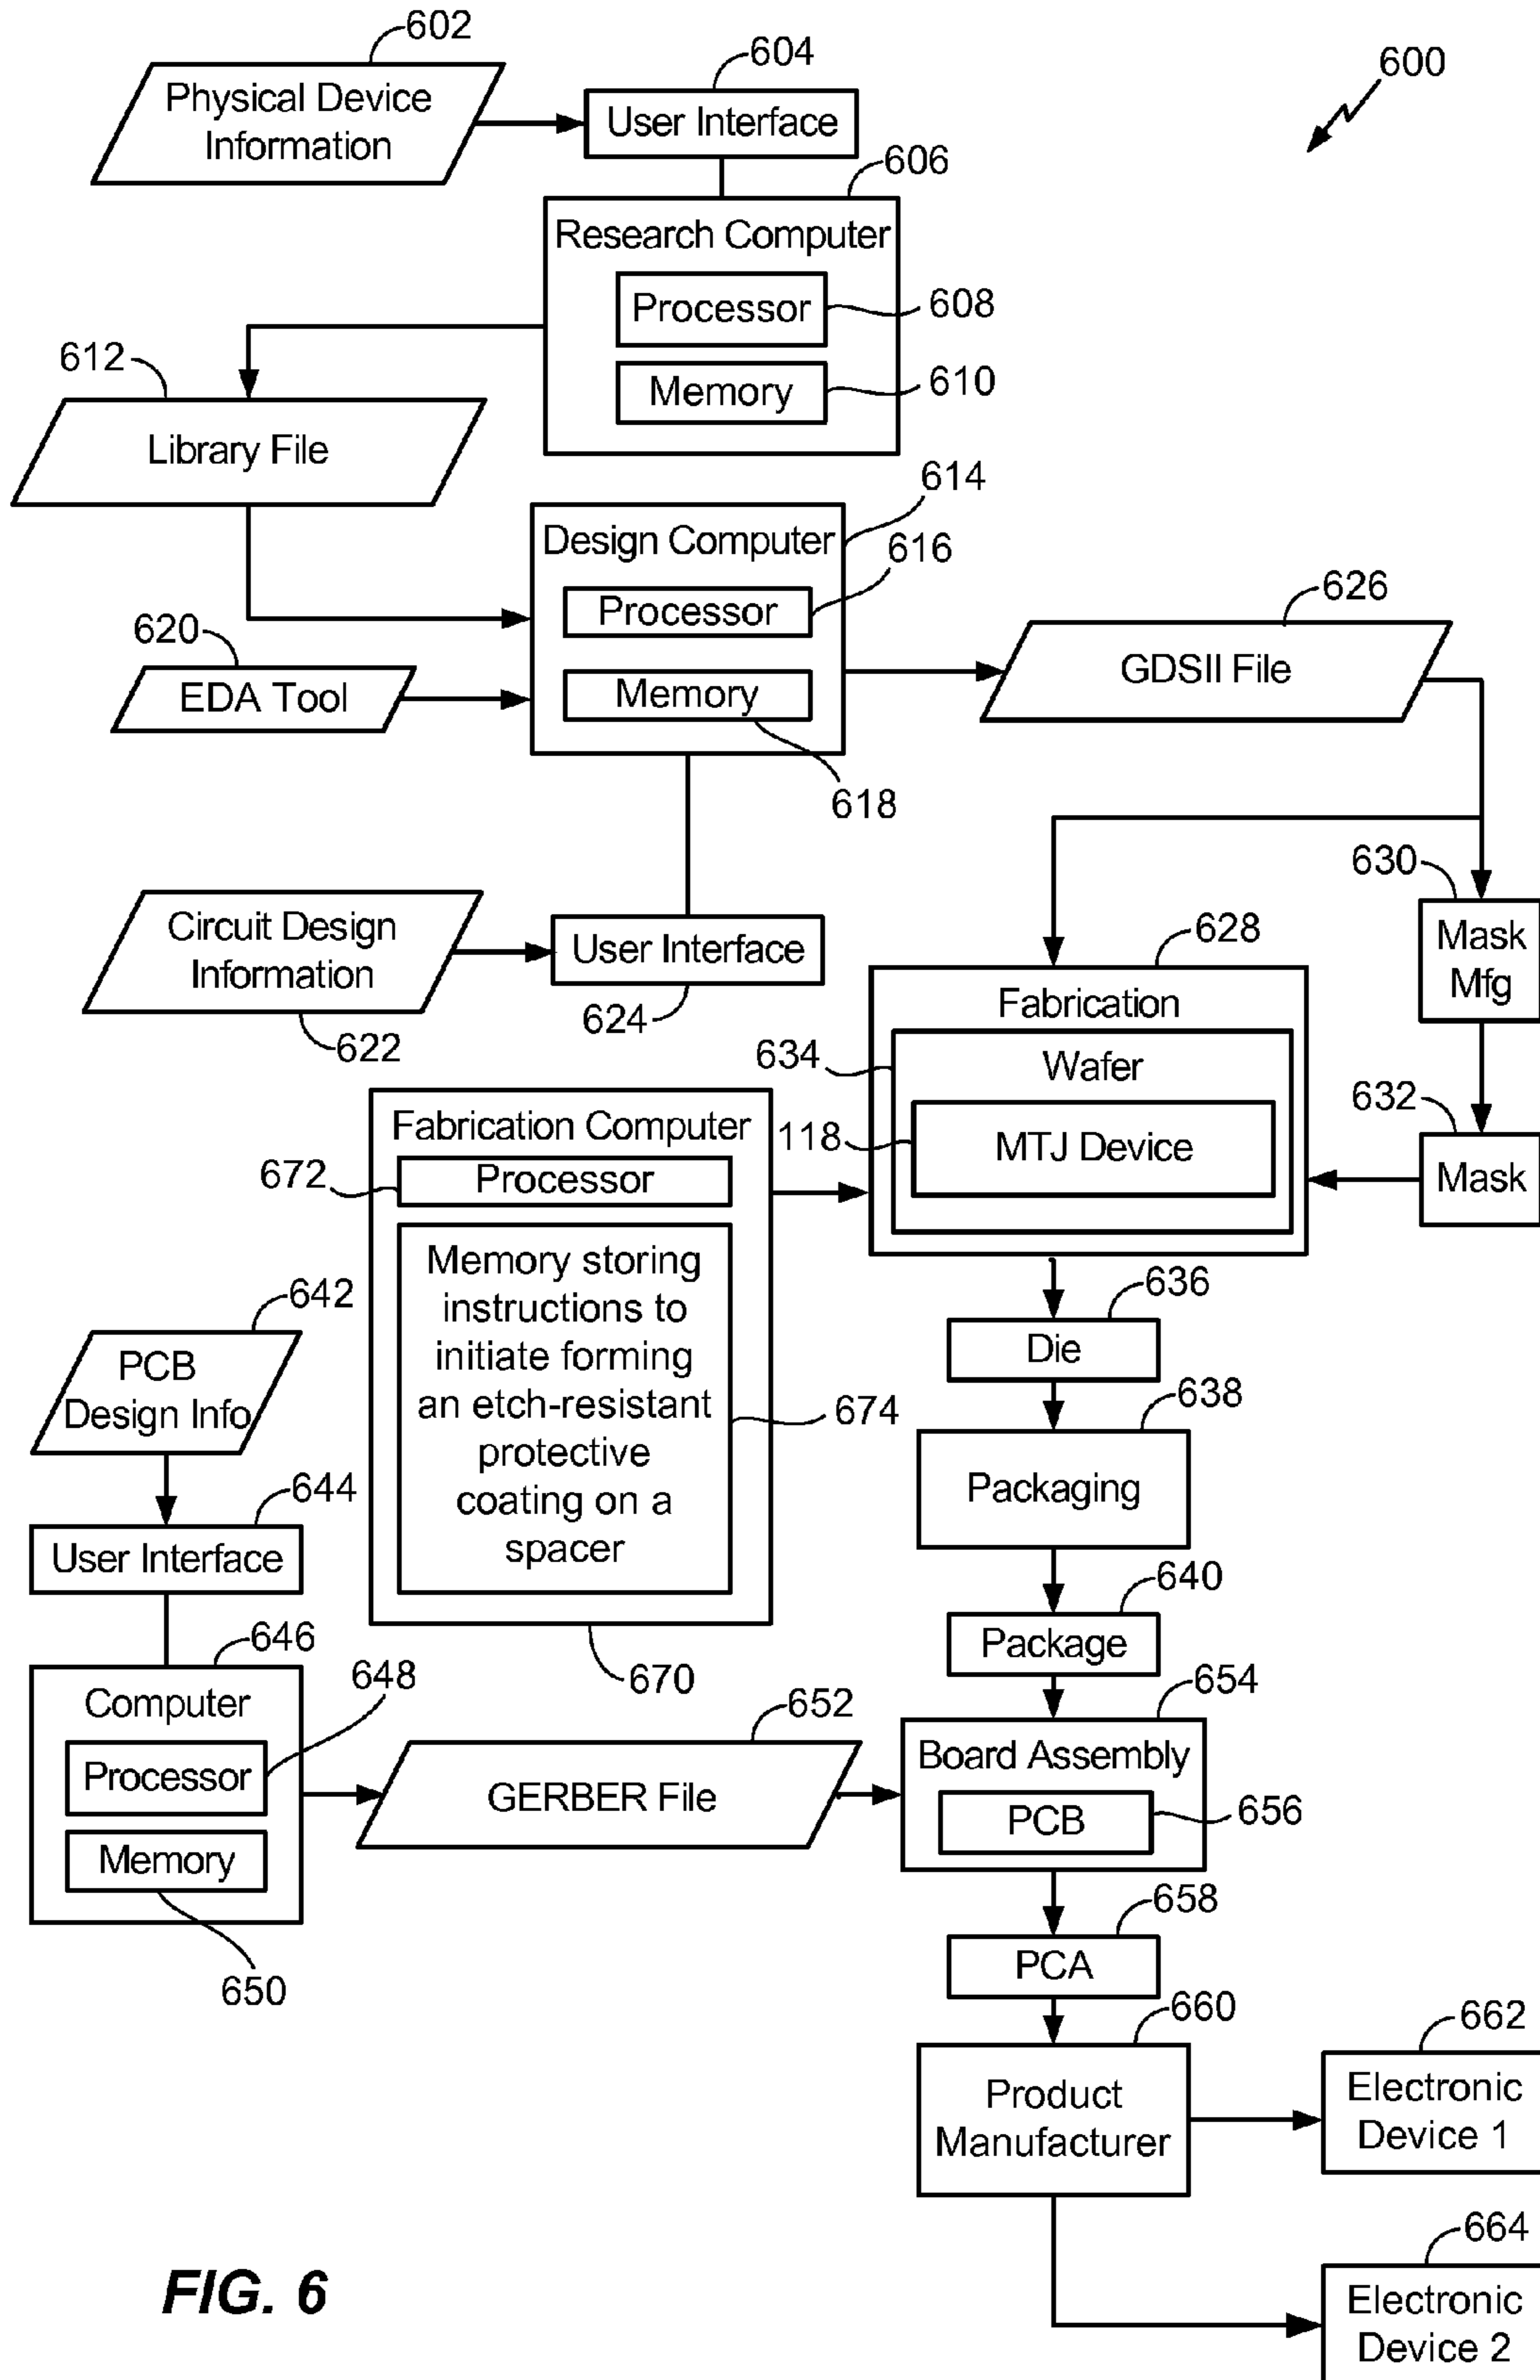 602
Physical Device
Information
604
User Interface
600
606
Research Computer
Processor
608
Memory
610
612
Library File
614
Design Computer
616
Processor
Memory
618
620
EDA Tool
626
GDSII File
Circuit Design
Information
622
User Interface
624
630
Mask
Mfg
632
Mask
628
Fabrication
634
Wafer
118
MTJ Device
Fabrication Computer
672
Processor
Memory storing
instructions to
initiate forming
an etch-resistant
protective
coating on a
spacer
674
670
636
Die
638
Packaging
640
Package
642
PCB
Design Info
644
User Interface
646
Computer
648
Processor
Memory
650
652
GERBER File
654
Board Assembly
PCB
656
658
PCA
660
Product
Manufacturer
662
Electronic
Device 1
664
Electronic
Device 2
FIG. 6